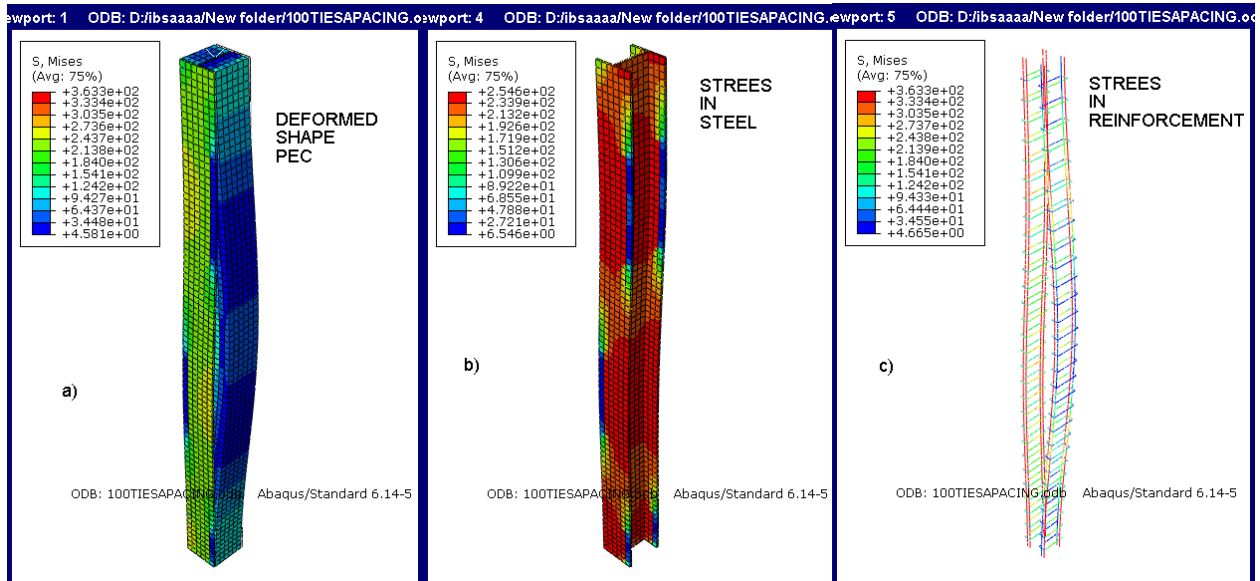 ewport: 1 ODB: D:/ibsaaaa/New folder/100TIESAPACING.o
S, Mises
(Avg: 75%)
+3.633e+02
+3.334e+02
+3.035e+02
+2.736e+02
+2.437e+02
+2.138e+02
+1.840e+02
+1.541e+02
+1.242e+02
+9.427e+01
+6.437e+01
+3.448e+01
+4.581e+00
DEFORMED
SHAPE
PEC
a)
ODB: 100TIESAPACING.odb Abaqus/Standard 6.14-5
ewport: 4 ODB: D:/ibsaaaa/New folder/100TIESAPACING.
S, Mises
(Avg: 75%)
+2.546e+02
+2.339e+02
+2.132e+02
+1.926e+02
+1.719e+02
+1.512e+02
+1.306e+02
+1.099e+02
+8.922e+01
+6.855e+01
+4.788e+01
+2.721e+01
+6.546e+00
STREES
IN
STEEL
b)
ODB: 100TIESAPACING.odb Abaqus/Standard 6.14-5
ewport: 5 ODB: D:/ibsaaaa/New folder/100TIESAPACING.oc
S, Mises
(Avg: 75%)
+3.633e+02
+3.334e+02
+3.035e+02
+2.737e+02
+2.438e+02
+2.139e+02
+1.840e+02
+1.541e+02
+1.242e+02
+9.433e+01
+6.444e+01
+3.455e+01
+4.665e+00
STREES
IN
REINFORCEMENT
c)
ODB: 100TIESAPACING.odb Abaqus/Standard 6.14-5